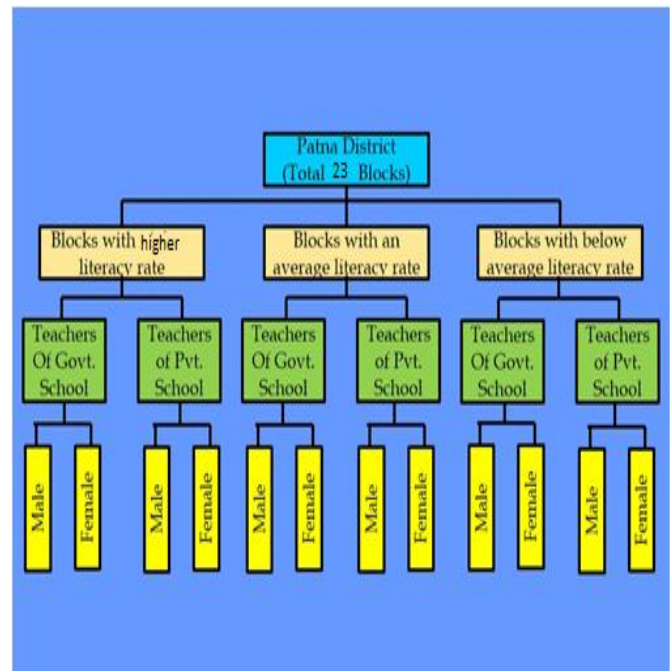 Patna District
(Total 23 Blocks)
Blocks with higher
literacy rate
Blocks with an
average literacy rate
Blocks with below
average literacy rate
Teachers
Of Govt.
School
Teachers
of Pvt.
School
Teachers
Of Govt.
School
Teachers
of Pvt.
School
Teachers
Of Govt.
School
Teachers
of Pvt.
School
Male
Female
Male
Female
Male
Female
Male
Female
Male
Female
Male
Female